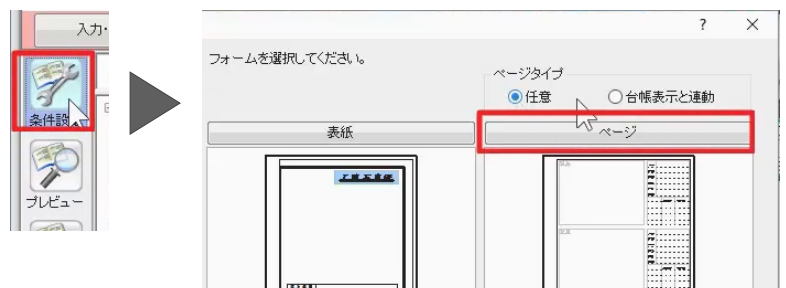 入力・
条件設
プレビュー
?
フォームを選択してください。
ページタイプ
任意
台帳表示と連動
表紙
ページ